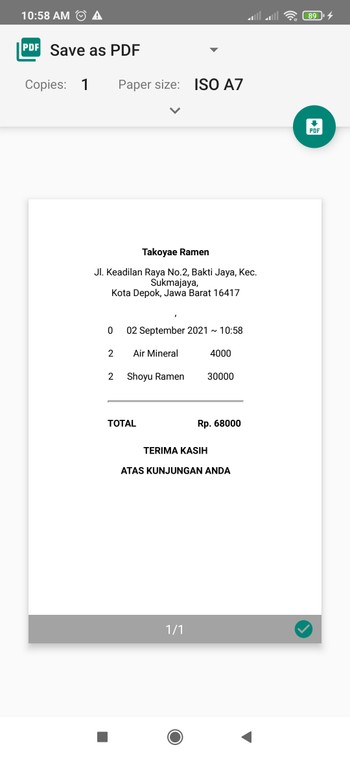 10:58 AM
89
PDF
Save as PDF
Copies: 1 Paper size: ISO A7
PDF
Takoyae Ramen
Jl. Keadilan Raya No.2, Bakti Jaya, Kec.
Sukmajaya,
Kota Depok, Jawa Barat 16417
,
0 02 September 2021 ~ 10:58
2 Air Mineral 4000
2 Shoyu Ramen 30000
TOTAL Rp. 68000
TERIMA KASIH
ATAS KUNJUNGAN ANDA
1/1